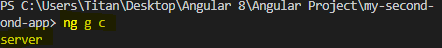 PS C:\Users\Titan\Desktop\Angular 8\Angular Project\my-second-
ond-app> ng g c
server